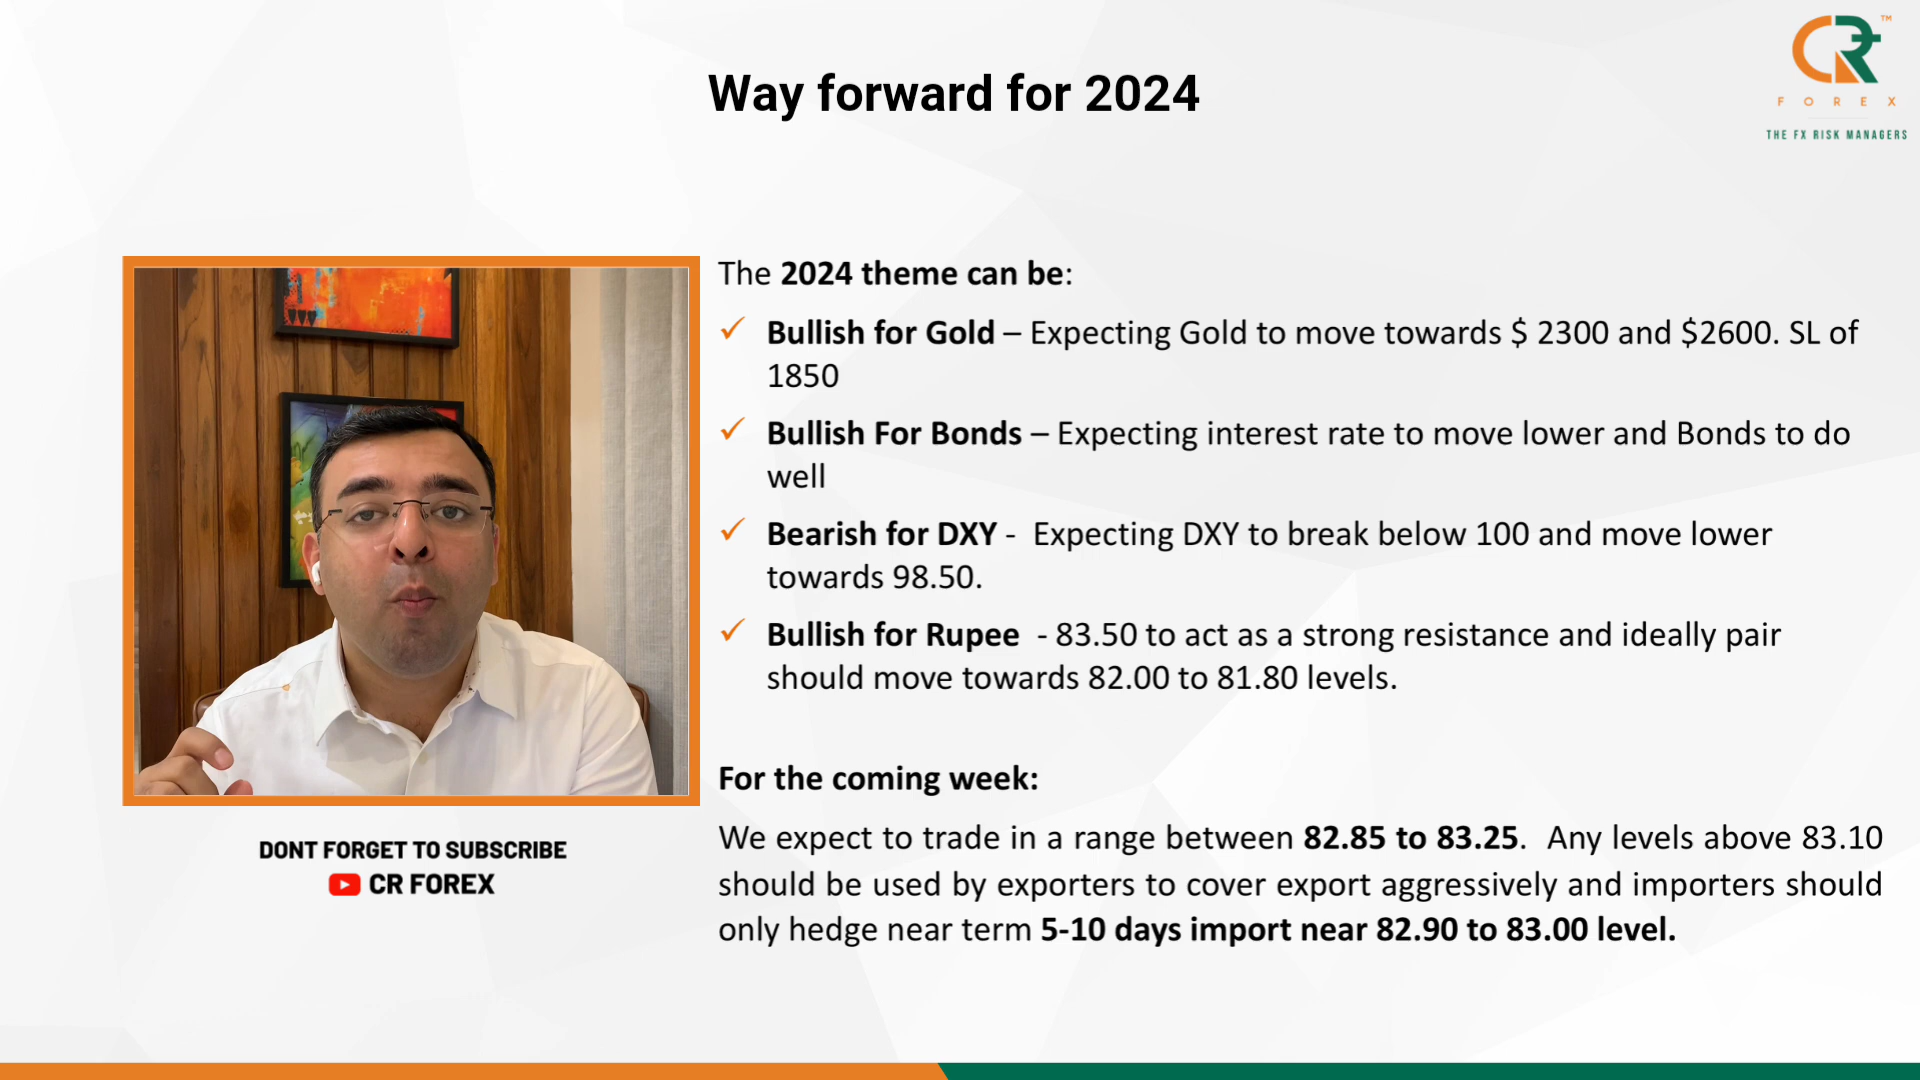 Way forward for 2024
CR
™
FOREX
THE FX RISK MANAGERS
The 2024 theme can be:
✓ Bullish for Gold – Expecting Gold to move towards $ 2300 and $2600. SL of
1850
✓ Bullish For Bonds – Expecting interest rate to move lower and Bonds to do
well
✓ Bearish for DXY - Expecting DXY to break below 100 and move lower
towards 98.50.
✓ Bullish for Rupee - 83.50 to act as a strong resistance and ideally pair
should move towards 82.00 to 81.80 levels.
For the coming week:
We expect to trade in a range between 82.85 to 83.25. Any levels above 83.10
should be used by exporters to cover export aggressively and importers should
only hedge near term 5-10 days import near 82.90 to 83.00 level.
DONT FORGET TO SUBSCRIBE
CR FOREX